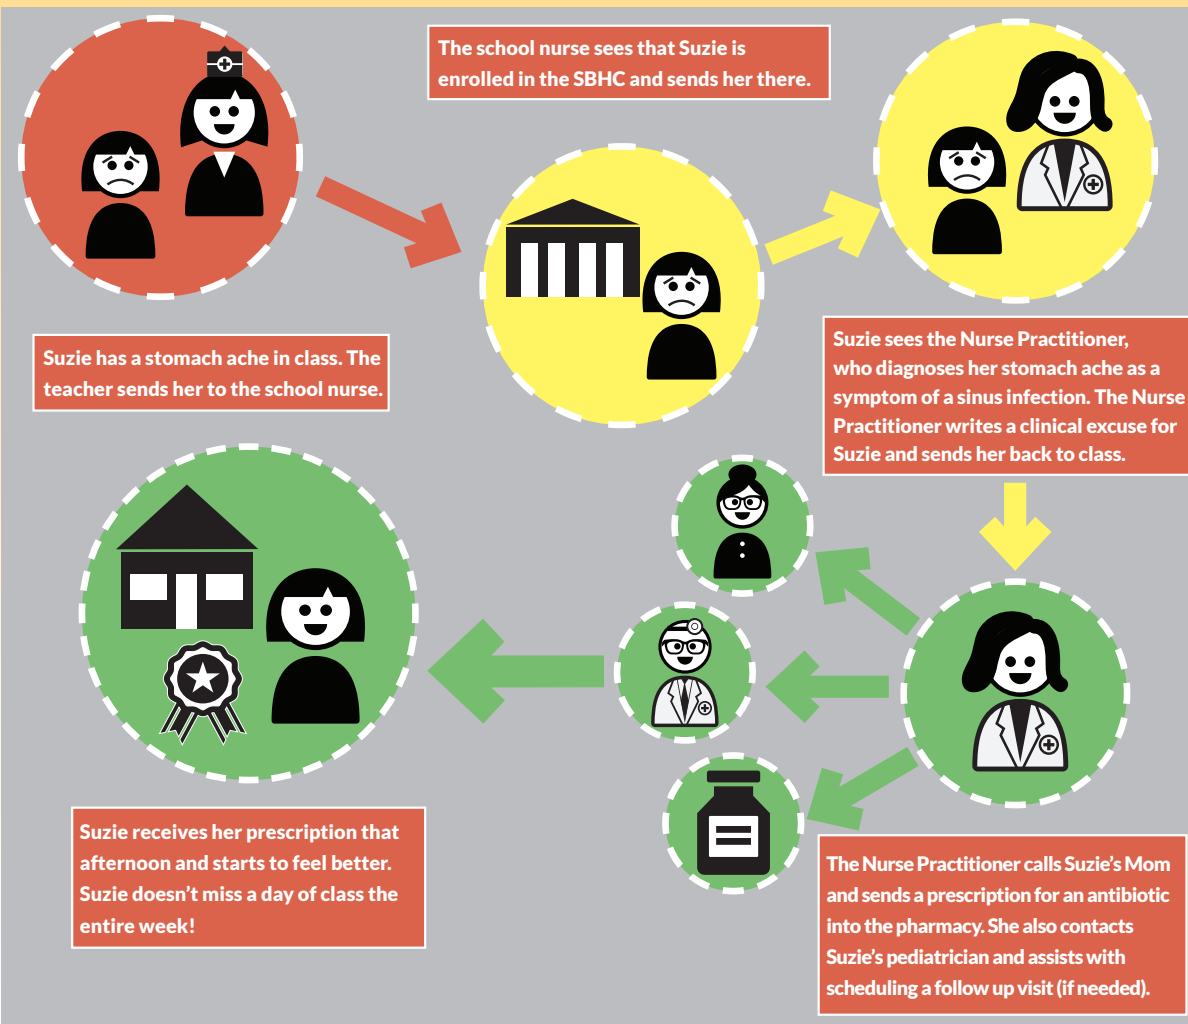 Suzie has a stomach ache in class. The
teacher sends her to the school nurse.
The school nurse sees that Suzie is
enrolled in the SBHC and sends her there.
Suzie sees the Nurse Practitioner,
who diagnoses her stomach ache as a
symptom of a sinus infection. The Nurse
Practitioner writes a clinical excuse for
Suzie and sends her back to class.
The Nurse Practitioner calls Suzie's Mom
and sends a prescription for an antibiotic
into the pharmacy. She also contacts
Suzie's pediatrician and assists with
scheduling a follow up visit (if needed).
Suzie receives her prescription that
afternoon and starts to feel better.
Suzie doesn't miss a day of class the
entire week!